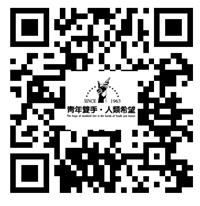 SINCE 1963
青年雙手・人類希望
The hope of mankind lies in the hands of Youth and Action